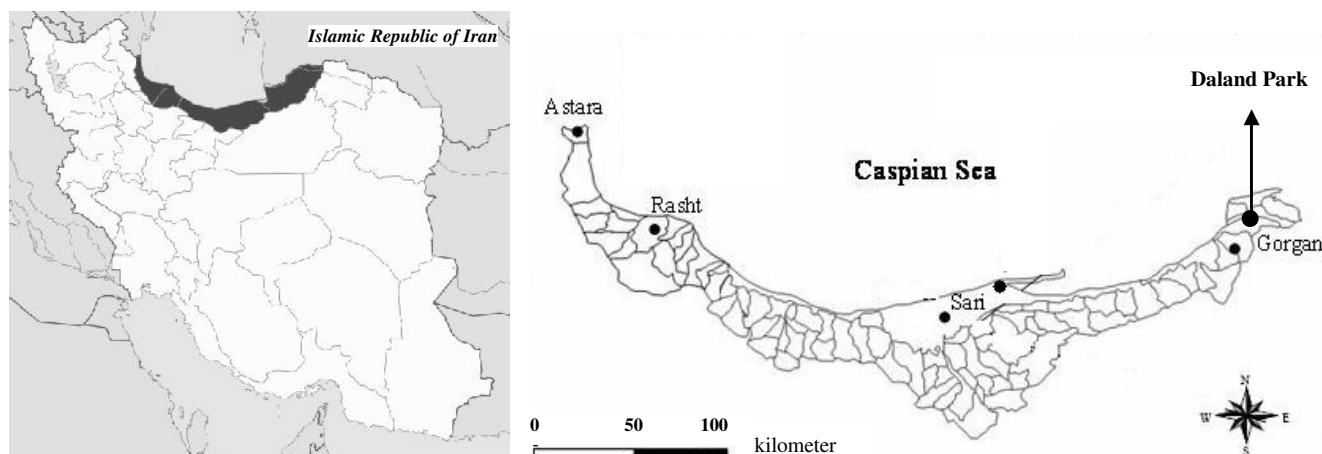 Islamic Republic of Iran
Daland Park
Astara
Caspian Sea
Rasht
Gorgan
Sari
N
W E
S
0 50 100
kilometer